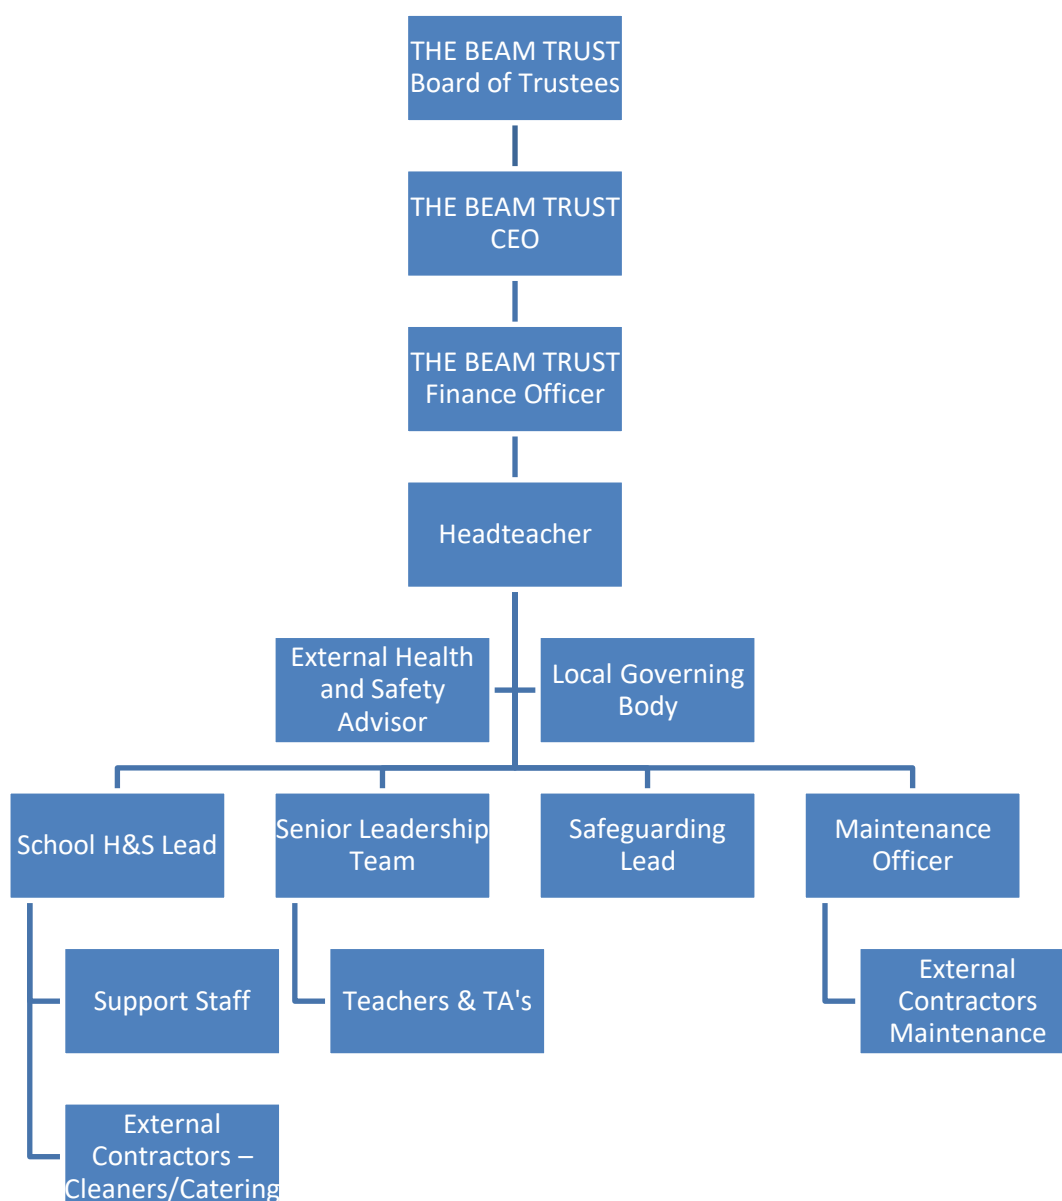 THE BEAM TRUST
Board of Trustees
THE BEAM TRUST
CEO
THE BEAM TRUST
Finance Officer
Headteacher
External Health
and Safety
Advisor
Local Governing
Body
School H&S Lead
Senior Leadership
Team
Safeguarding
Lead
Maintenance
Officer
Support Staff
Teachers & TA's
External
Contractors
Maintenance
External
Contractors –
Cleaners/Catering